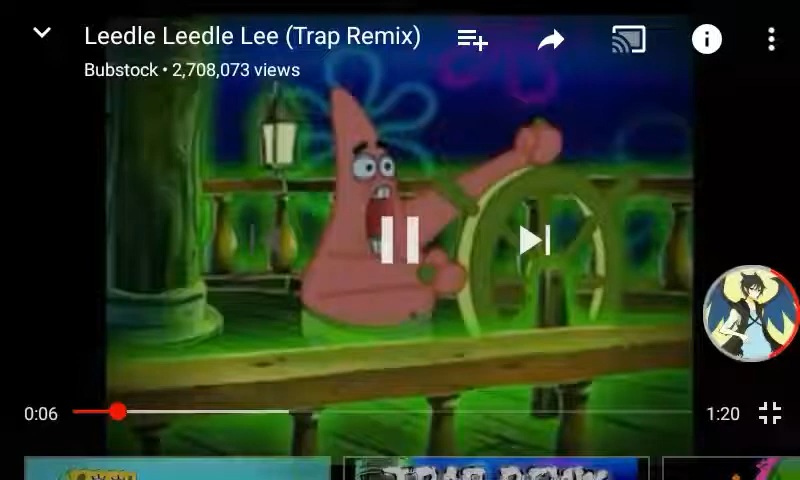 Leedle Leedle Lee (Trap Remix)
Bubstock • 2,708,073 views
0:06
1:20